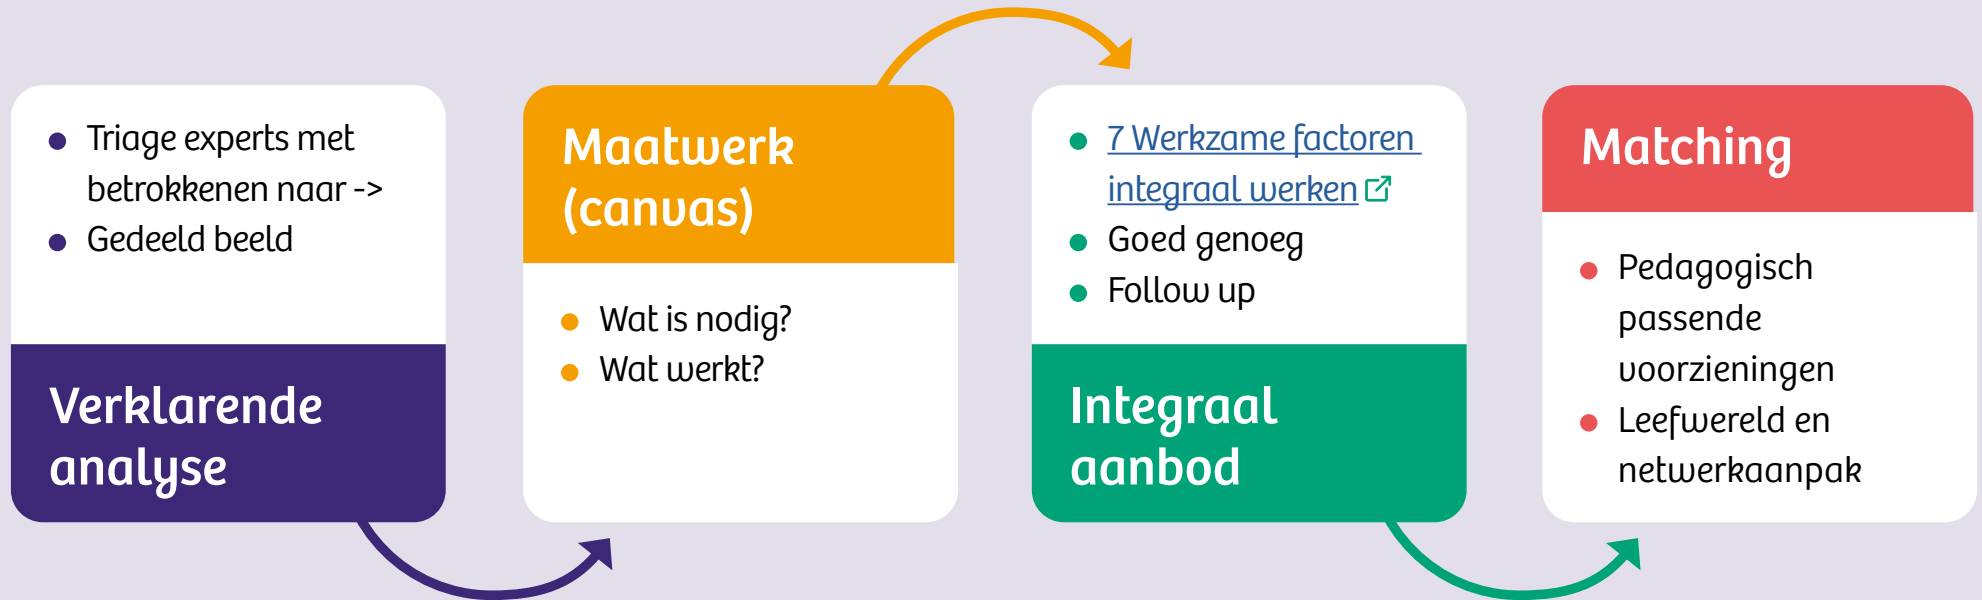 Triage experts met
betrokkenen naar ->
Gedeeld beeld
Verklarende
analyse
Maatwerk
(canvas)
Wat is nodig?
Wat werkt?
7 Werkzame factoren
integraal werken
Goed genoeg
Follow up
Integraal
aanbod
Matching
Pedagogisch
passende
voorzieningen
Leefwereld en
netwerkaanpak